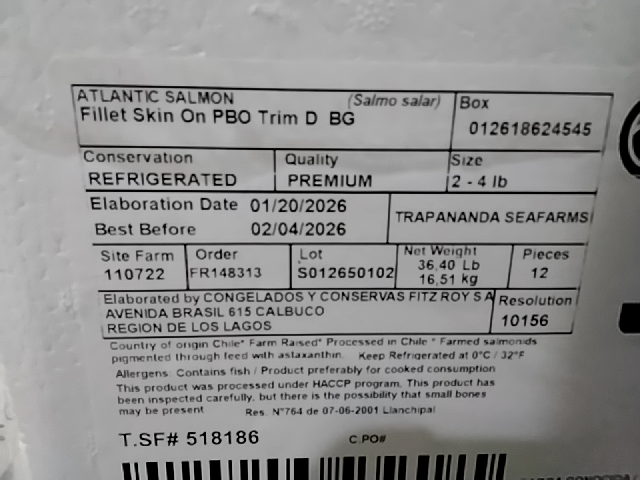 ATLANTIC SALMON (Salmo salar)
Fillet Skin On PBO Trim D BG
Box
012618624545
Conservation
REFRIGERATED
Quality
PREMIUM
Size
2 - 4 lb
Elaboration Date 01/20/2026
Best Before 02/04/2026
TRAPANANDA SEAFARMS
Site Farm
110722
Order
FR148313
Lot
S012650102
Net Weight
36,40 Lb
16,51 kg
Pieces
12
Elaborated by CONGELADOS Y CONSERVAS FITZ ROY S A
AVENIDA BRASIL 615 CALBUCO
REGION DE LOS LAGOS
Resolution
10156
Country of origin Chile* Farm Raised* Processed in Chile * Farmed salmonids
pigmented through feed with astaxanthin. Keep Refrigerated at 0°C / 32°F
Allergens: Contains fish / Product preferably for cooked consumption
This product was processed under HACCP program. This product has
been inspected carefully, but there is the possibility that small bones
may be present Res. N°764 de 07-06-2001 Llanchipal
T.SF# 518186 C.PO#